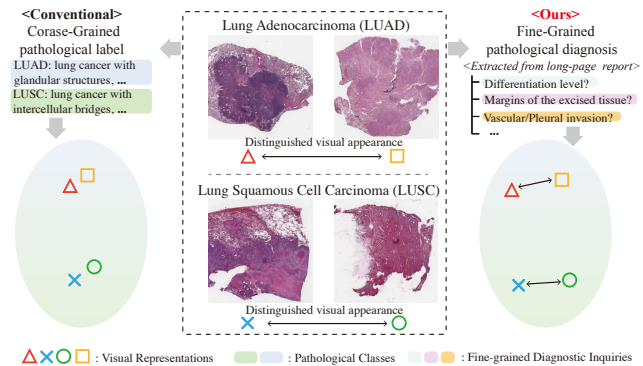 <Conventional>
Corase-Grained
pathological label
LUAD: lung cancer with
glandular structures, ...
LUSC: lung cancer with
intercellular bridges, ...
Lung Adenocarcinoma (LUAD)
Distinguished visual appearance
Lung Squamous Cell Carcinoma (LUSC)
Distinguished visual appearance
<Ours>
Fine-Grained
pathological diagnosis
<Extracted from long-page report>
Differentiation level?
Margins of the excised tissue?
Vascular/Pleural invasion?
...
: Visual Representations
: Pathological Classes
: Fine-grained Diagnostic Inquiries